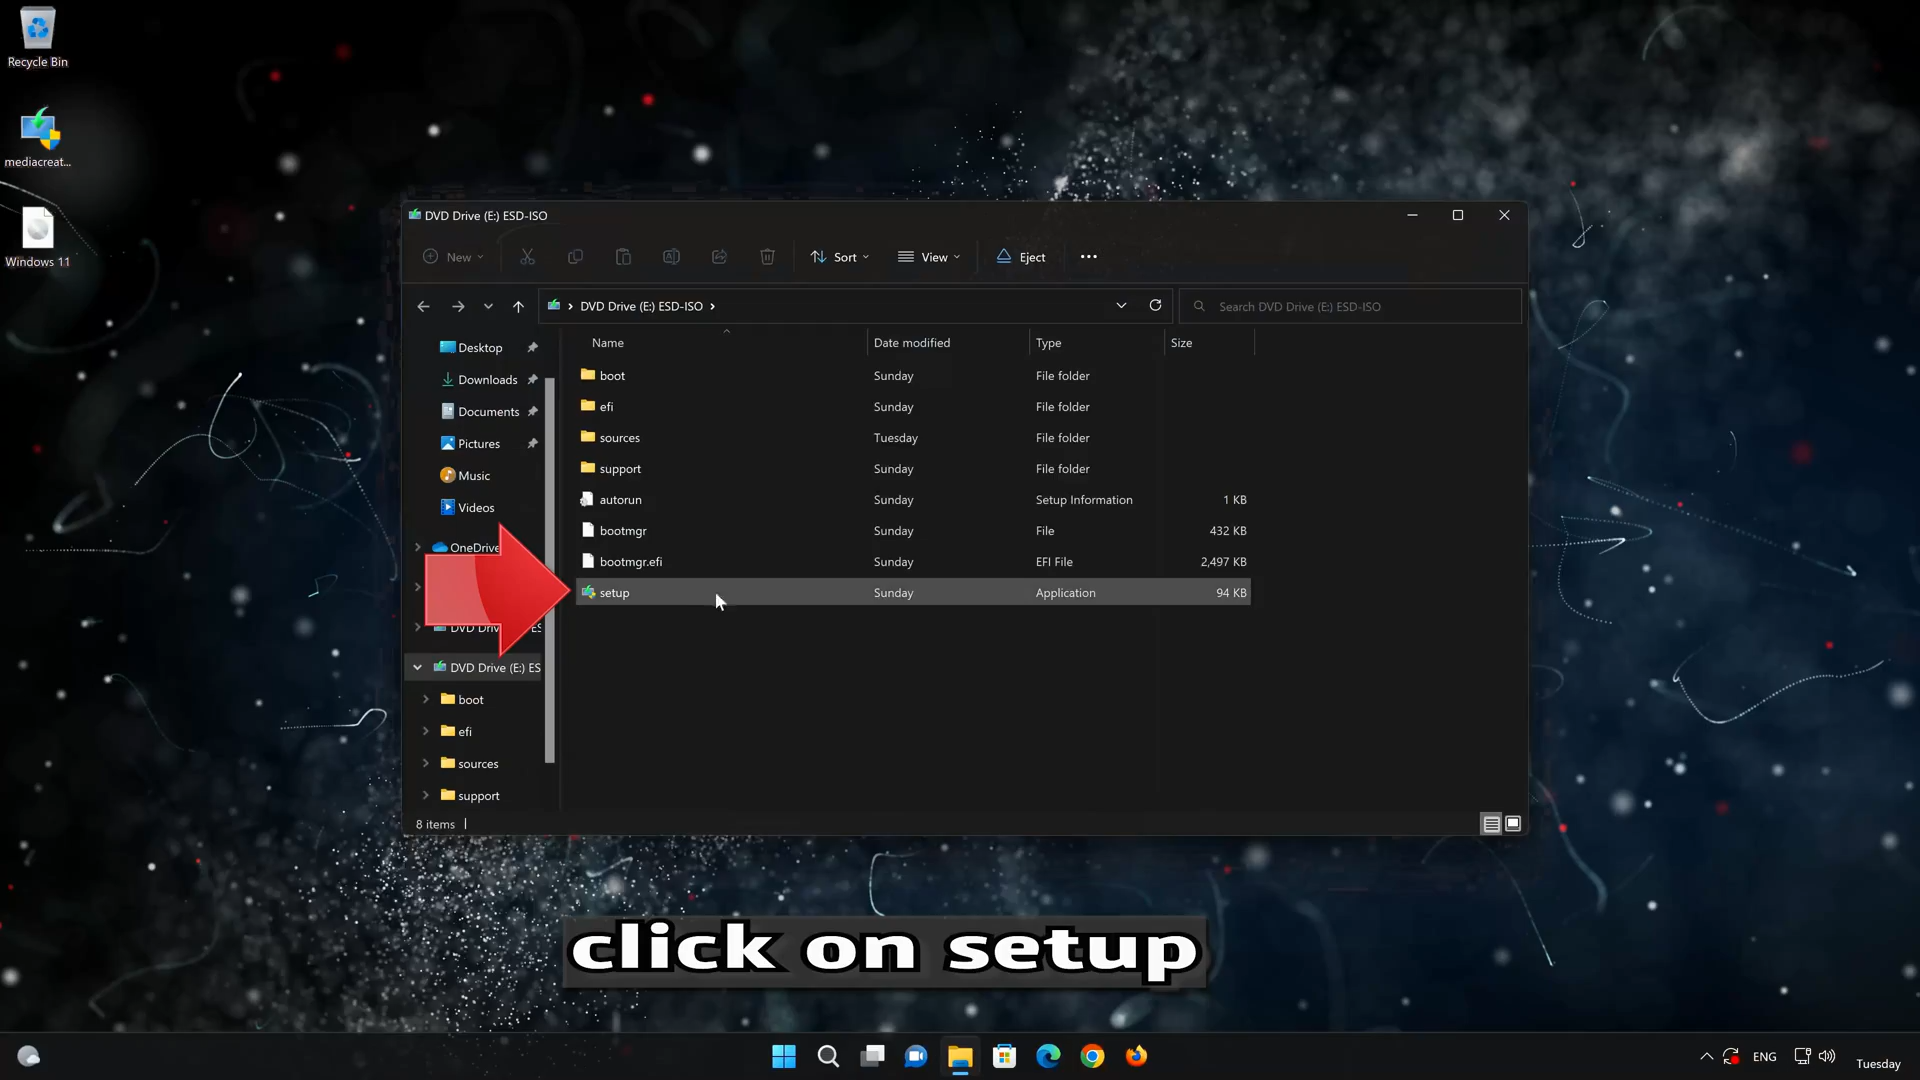 Recycle Bin
mediacreat...
Windows 11
DVD Drive (E:) ESD-ISO
New
Sort
View
Eject
DVD Drive (E:) ESD-ISO
Search DVD Drive (E:) ESD-ISO
Name Date modified Type Size
boot Sunday File folder
efi Sunday File folder
sources Tuesday File folder
support Sunday File folder
autorun Sunday Setup Information 1 KB
bootmgr Sunday File 432 KB
bootmgr.efi Sunday EFI File 2,497 KB
setup Sunday Application 94 KB
Desktop
Downloads
Documents
Pictures
Music
Videos
OneDrive
DVD Driv ES
DVD Drive (E:) ES
boot
efi
sources
support
8 items
click on setup
ENG
Tuesday